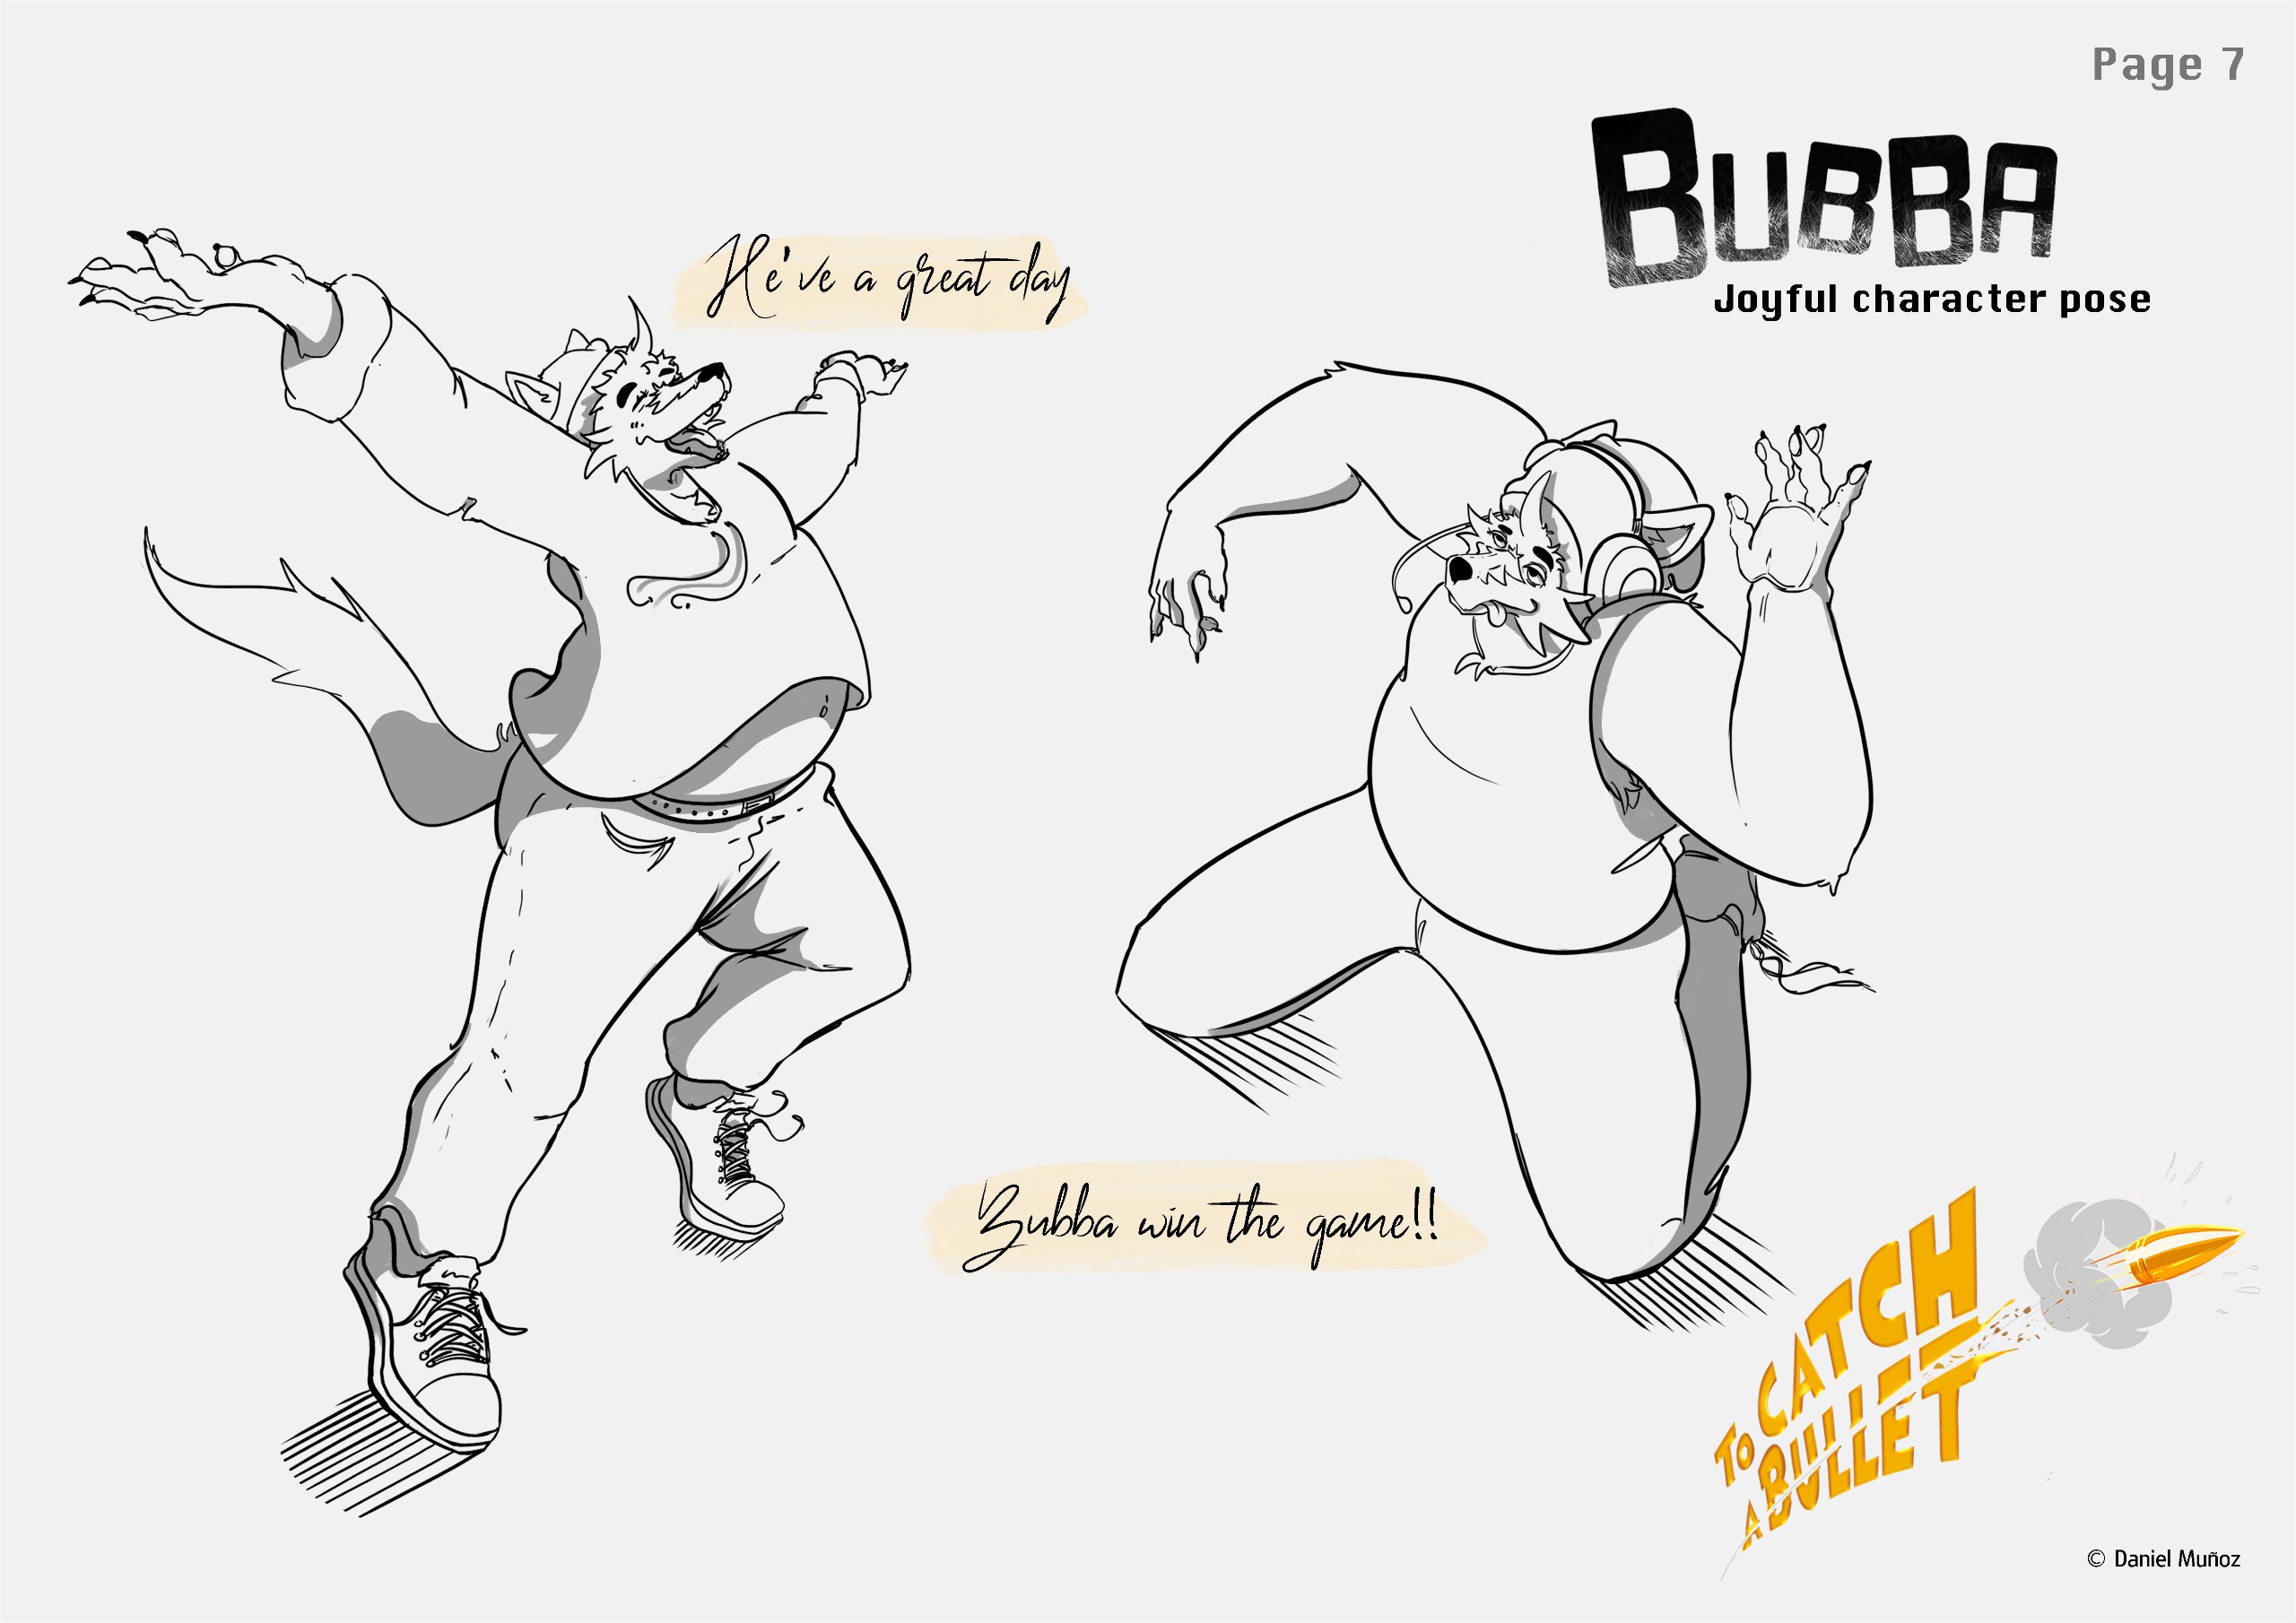 Page 7
BUBBA
Joyful character pose
He've a great day
Bubba win the game!!
To CATCH
A BULLET
© Daniel Muñoz